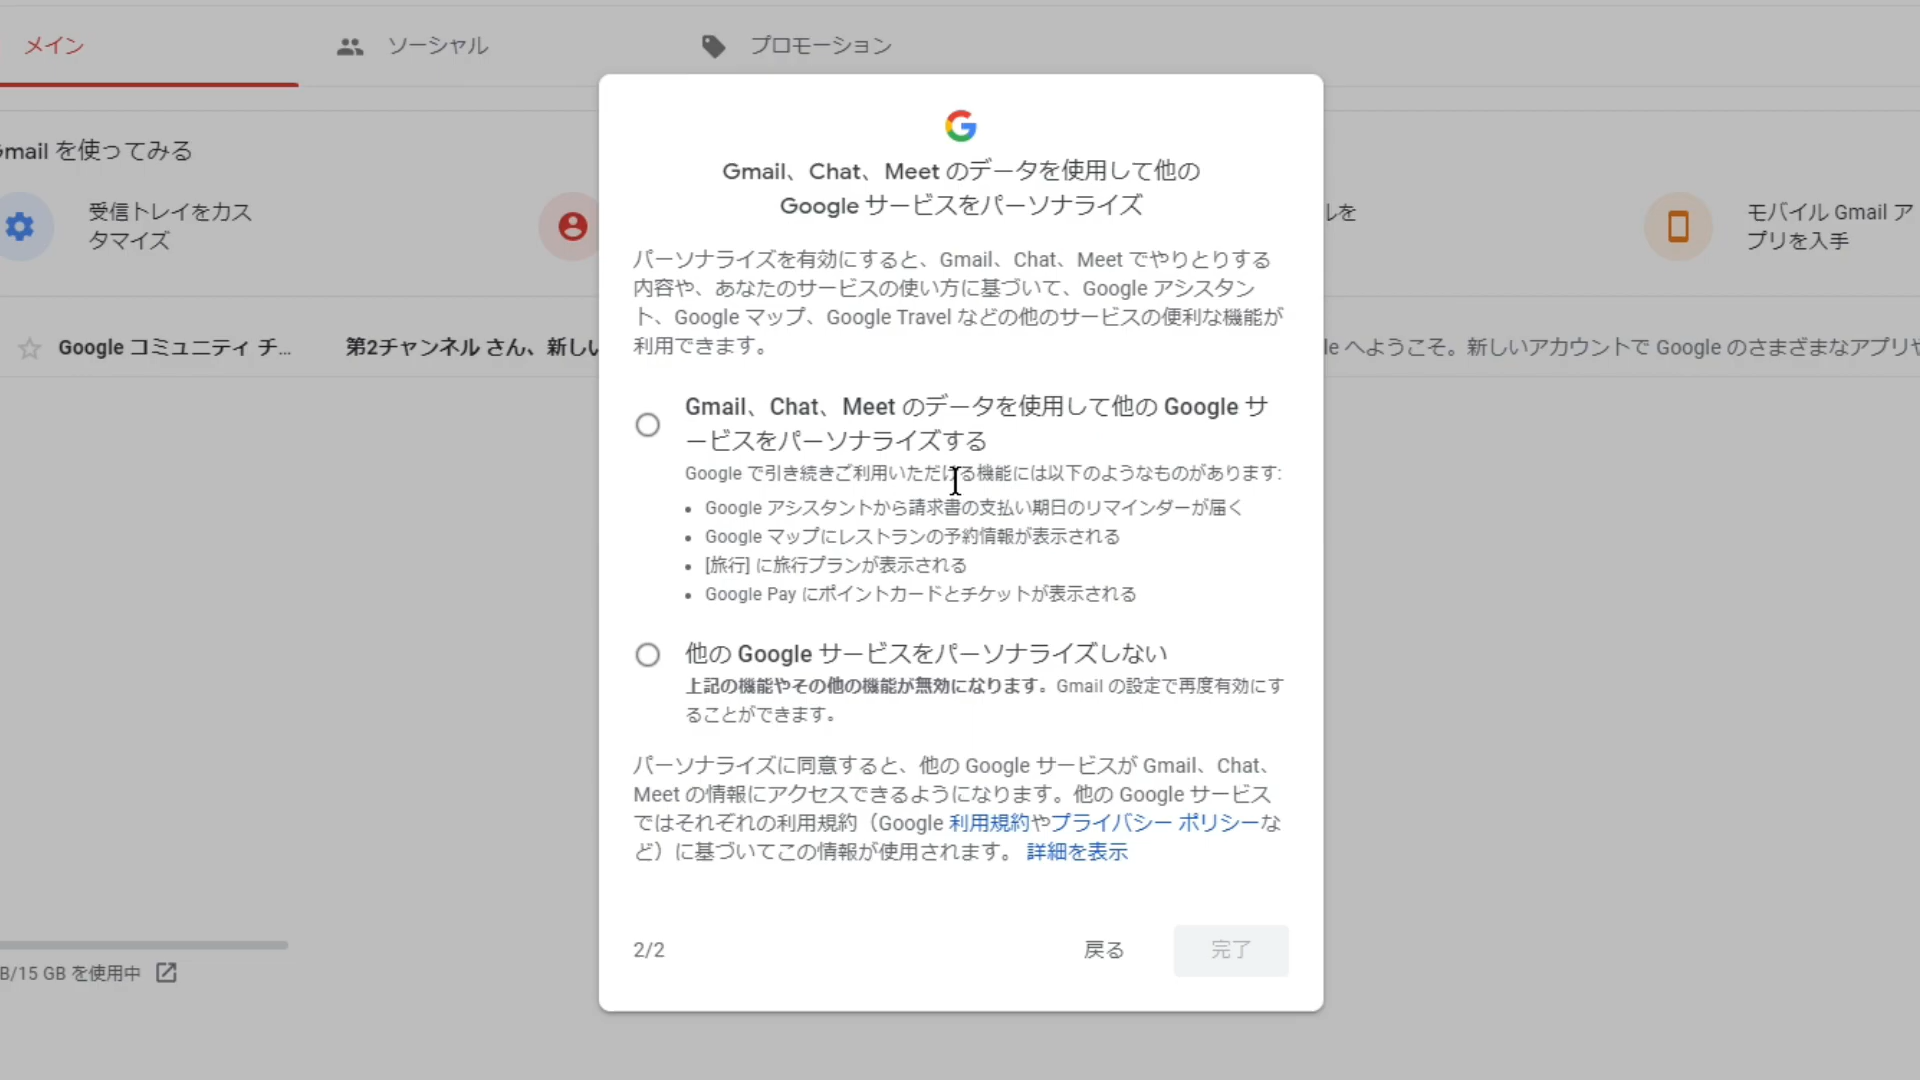 メイン
ソーシャル
プロモーション
Gmail を使ってみる
受信トレイをカス
タマイズ
ルを
モバイル Gmail ア
プリを入手
Google コミュニティ チ...
第2チャンネル さん、新しい
le へようこそ。新しいアカウントで Google のさまざまなアプリや
Gmail、Chat、Meet のデータを使用して他の
Google サービスをパーソナライズ
パーソナライズを有効にすると、Gmail、Chat、Meet でやりとりする
内容や、あなたのサービスの使い方に基づいて、Google アシスタン
ト、Google マップ、Google Travel などの他のサービスの便利な機能が
利用できます。
Gmail、Chat、Meet のデータを使用して他の Google サ
ービスをパーソナライズする
Google で引き続きご利用いただける機能には以下のようなものがあります:
• Google アシスタントから請求書の支払い期日のリマインダーが届く
• Google マップにレストランの予約情報が表示される
• [旅行] に旅行プランが表示される
• Google Pay にポイントカードとチケットが表示される
他の Google サービスをパーソナライズしない
上記の機能やその他の機能が無効になります。Gmail の設定で再度有効にす
ることができます。
パーソナライズに同意すると、他の Google サービスが Gmail、Chat、
Meet の情報にアクセスできるようになります。他の Google サービス
ではそれぞれの利用規約（Google 利用規約やプライバシー ポリシーな
ど）に基づいてこの情報が使用されます。 詳細を表示
2/2
戻る
完了
B/15 GB を使用中